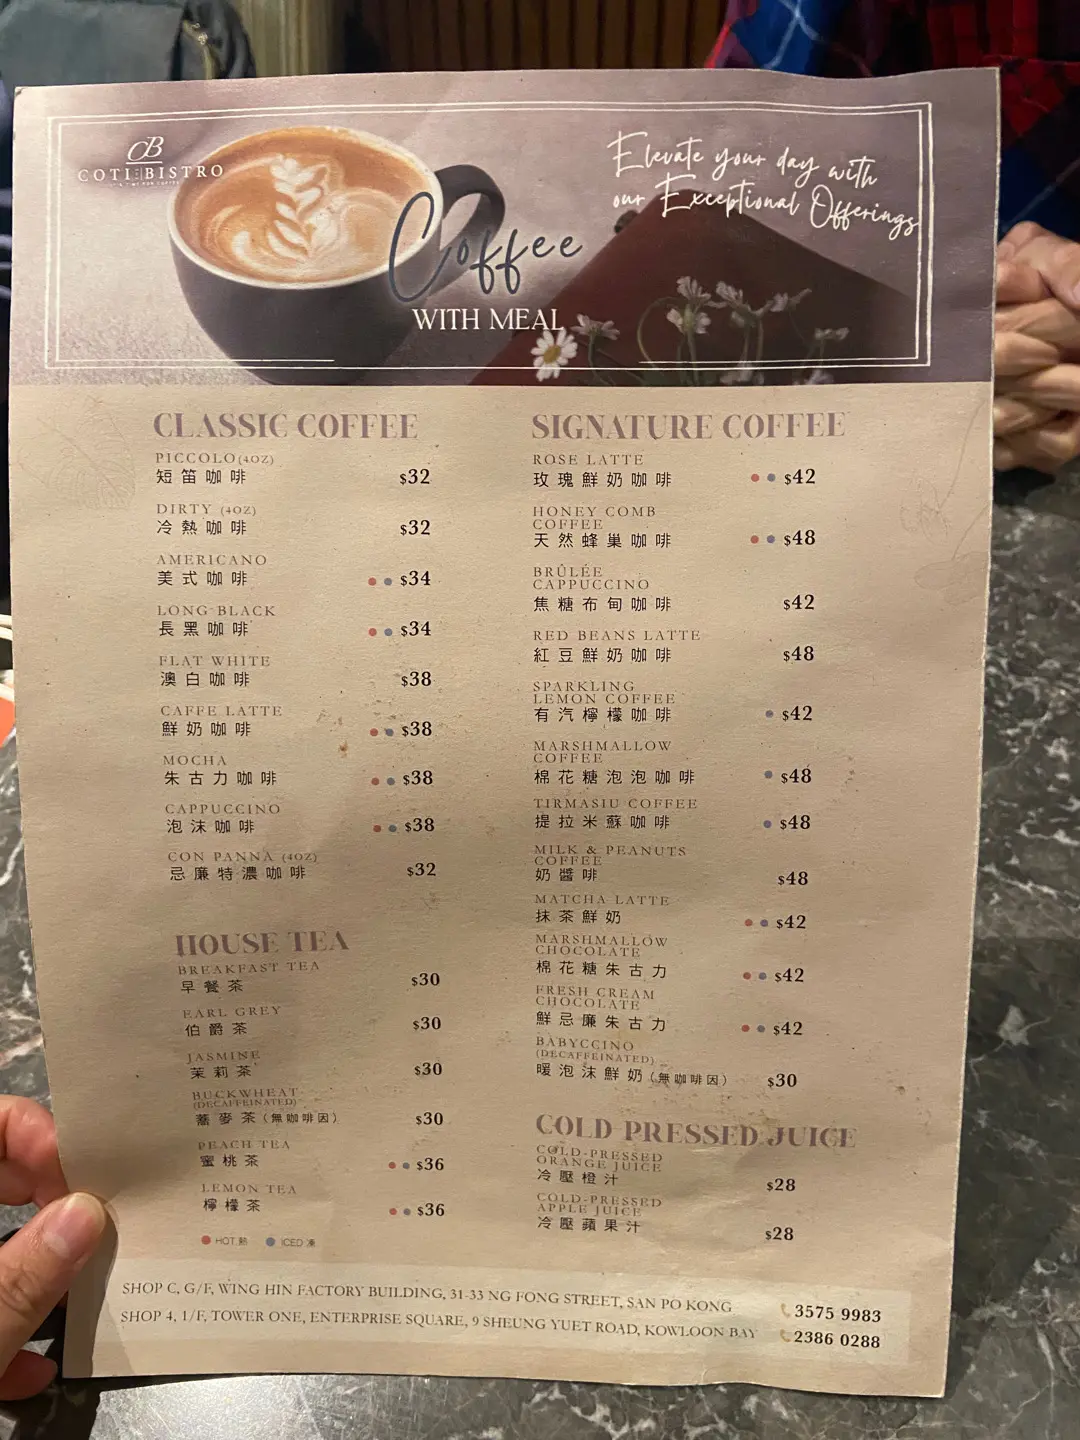 CB
COTI BISTRO
Elevate your day with
our Exceptional Offerings
Coffee
WITH MEAL
CLASSIC COFFEE
PICCOLO (4OZ)
短笛咖啡 $32
DIRTY (4OZ)
冷熱咖啡 $32
AMERICANO
美式咖啡 $34
LONG BLACK
長黑咖啡 $34
FLAT WHITE
澳白咖啡 $38
CAFFE LATTE
鮮奶咖啡 $38
MOCHA
朱古力咖啡 $38
CAPPUCCINO
泡沫咖啡 $38
CON PANNA (4OZ)
忌廉特濃咖啡 $32
HOUSE TEA
BREAKFAST TEA
早餐茶 $30
EARL GREY
伯爵茶 $30
JASMINE
茉莉茶 $30
BUCKWHEAT
(DECAFFEINATED)
蕎麥茶（無咖啡因） $30
PEACH TEA
蜜桃茶 $36
LEMON TEA
檸檬茶 $36
HOT 熱 ICED 凍
SIGNATURE COFFEE
ROSE LATTE
玫瑰鮮奶咖啡 $42
HONEY COMB
COFFEE
天然蜂巢咖啡 $48
BRÛLÉE
CAPPUCCINO
焦糖布甸咖啡 $42
RED BEANS LATTE
紅豆鮮奶咖啡 $48
SPARKLING
LEMON COFFEE
有汽檸檬咖啡 $42
MARSHMALLOW
COFFEE
棉花糖泡泡咖啡 $48
TIRMASIU COFFEE
提拉米蘇咖啡 $48
MILK & PEANUTS
COFFEE
奶醬啡 $48
MATCHA LATTE
抹茶鮮奶 $42
MARSHMALLOW
CHOCOLATE
棉花糖朱古力 $42
FRESH CREAM
CHOCOLATE
鮮忌廉朱古力 $42
BABYCCINO
(DECAFFEINATED)
暖泡沫鮮奶（無咖啡因） $30
COLD PRESSED JUICE
COLD-PRESSED
ORANGE JUICE
冷壓橙汁 $28
COLD-PRESSED
APPLE JUICE
冷壓蘋果汁 $28
SHOP C, G/F, WING HIN FACTORY BUILDING, 31-33 NG FONG STREET, SAN PO KONG 3575 9983
SHOP 4, 1/F, TOWER ONE, ENTERPRISE SQUARE, 9 SHEUNG YUET ROAD, KOWLOON BAY 2386 0288